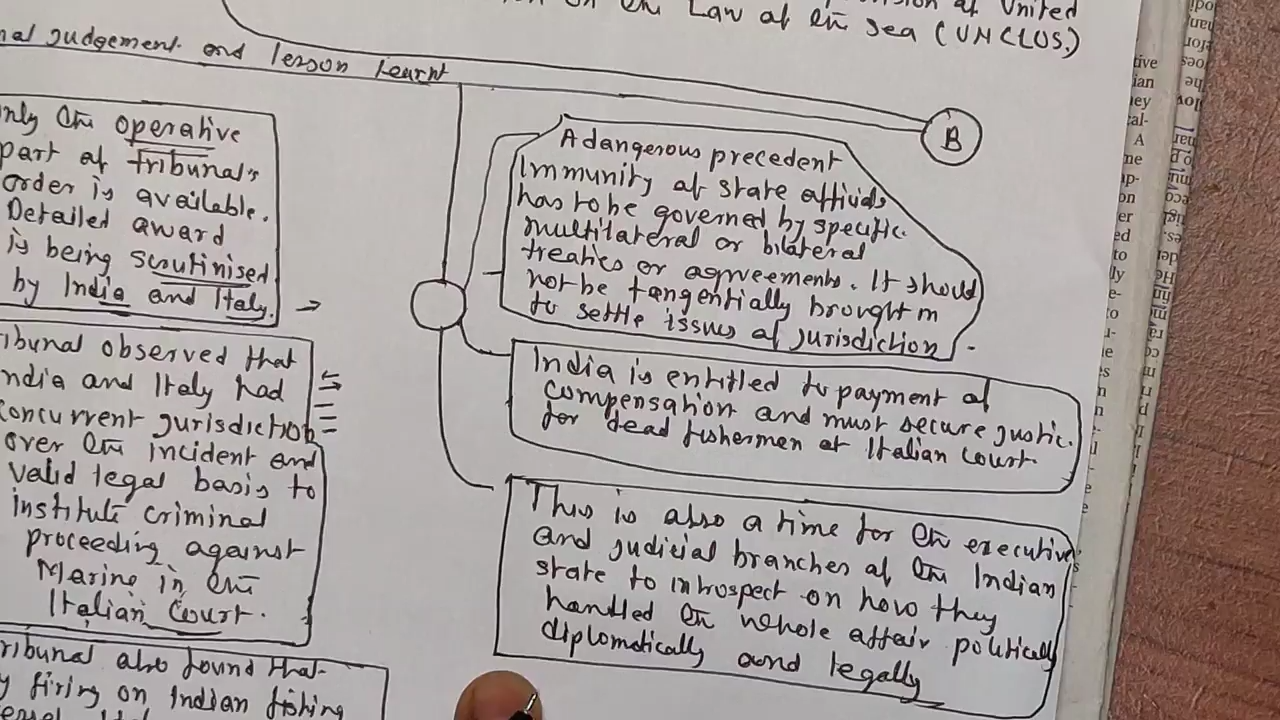 at United
on the Law of the sea (UNCLOS.)
judgement and lesson learnt
B
only the operative
part of tribunal's
order is available.
Detailed award
is being scrutinised
by India and Italy.
A dangerous precedent
Immunity of state officials
has to be governed by specific
multilateral or bilateral
treaties or agreements. It should
not be tangentially brought in
to settle issues of jurisdiction
observed that
India and Italy had
concurrent jurisdiction
over the incident and
valid legal basis to
institute criminal
proceeding against
Marine in the
Italian Court.
India is entitled to payment of
compensation and must secure justic.
for dead fishermen at Italian Court.
This is also a time for the executive
and judicial branches of the Indian
state to introspect on how they
handled the whole affair politically
diplomatically and legally
also found that
firing on Indian fishing